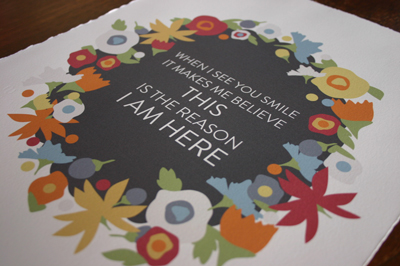 WHEN I SEE YOU SMILE
IT MAKES ME BELIEVE
THIS
IS THE REASON
I AM HERE